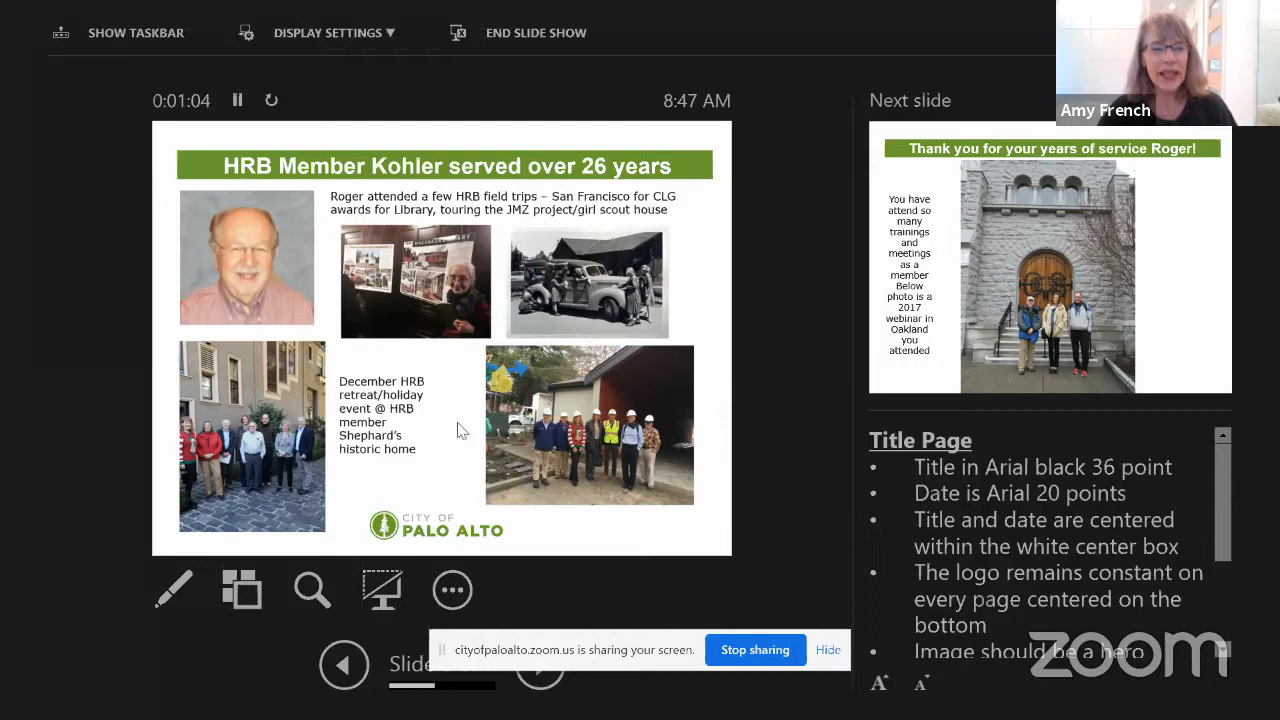 SHOW TASKBAR
DISPLAY SETTINGS ▼
END SLIDE SHOW
Amy French
0:01:04
8:47 AM
Next slide
HRB Member Kohler served over 26 years
Roger attended a few HRB field trips – San Francisco for CLG
awards for Library, touring the JMZ project/girl scout house
December HRB
retreat/holiday
event @ HRB
member
Shephard's
historic home
CITY OF
PALO ALTO
Thank you for your years of service Roger!
You have
attend so
many
trainings
and
meetings
as a
member
Below
photo is a
2017
webinar in
Oakland
you
attended
Title Page
• Title in Arial black 36 point
• Date is Arial 20 points
• Title and date are centered
within the white center box
• The logo remains constant on
every page centered on the
bottom
• Image should be a hero
Slide
cityofpaloalto.zoom.us is sharing your screen.
Stop sharing
Hide
A A
zoom